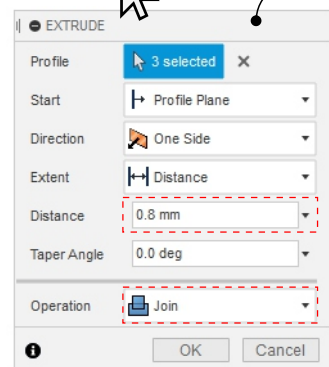 EXTRUDE
Profile 3 selected
Start Profile Plane
Direction One Side
Extent Distance
Distance 0.8 mm
Taper Angle 0.0 deg
Operation Join
OK Cancel